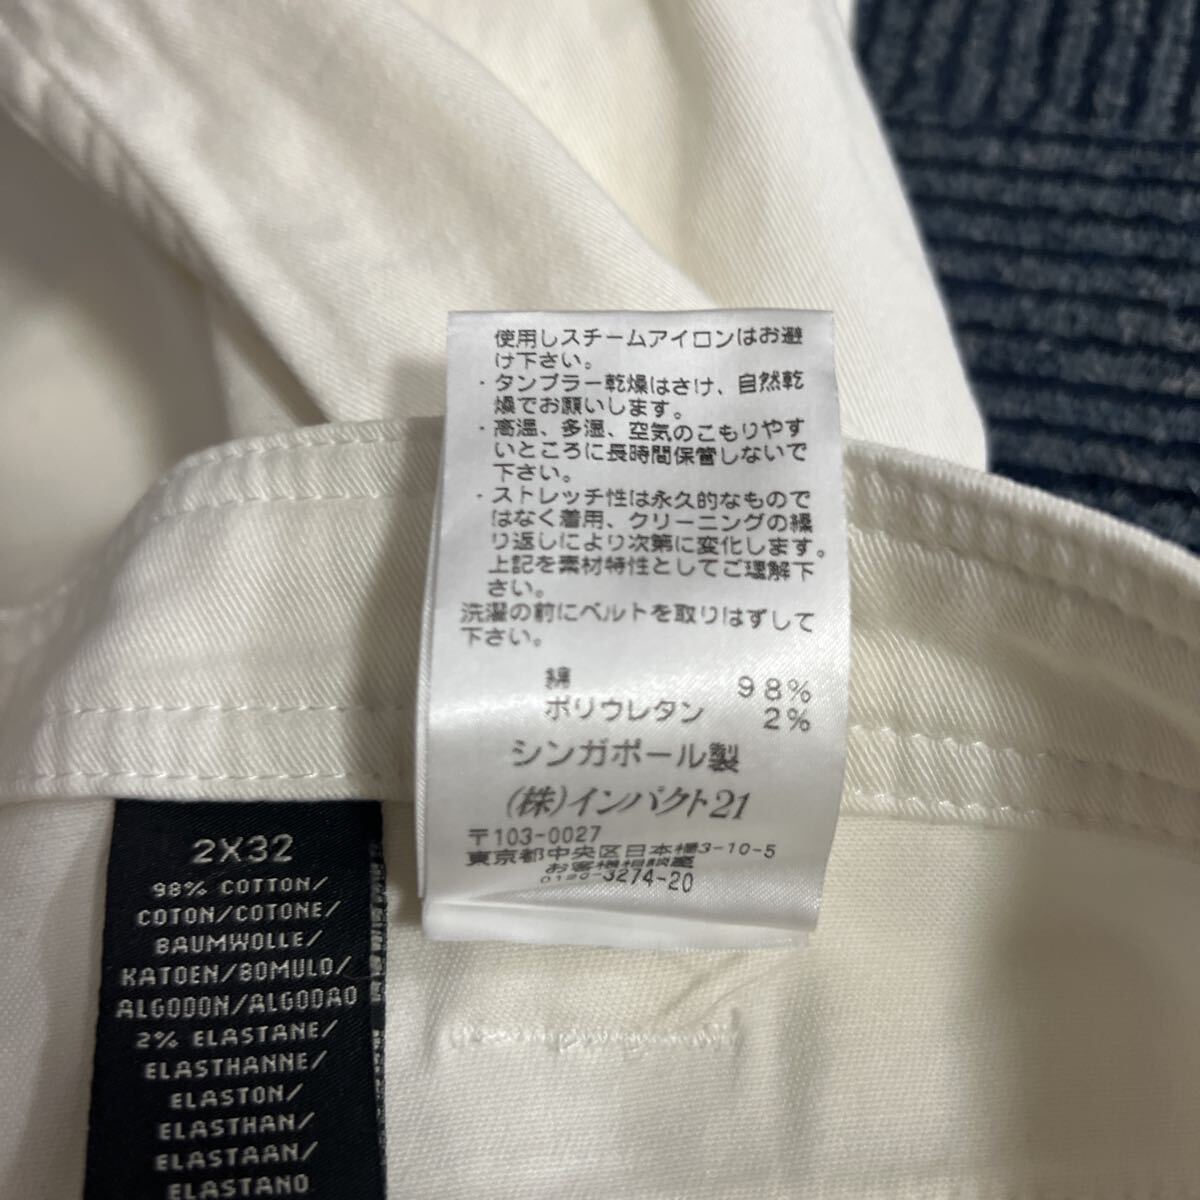 使用しスチームアイロンはお避
け下さい。
・タンブラー乾燥はさけ、自然乾
燥でお願いします。
・高温、多湿、空気のこもりやす
いところに長時間保管しないで
下さい。
・ストレッチ性は永久的なもので
はなく着用、クリーニングの繰
り返しにより次第に変化します。
上記を素材特性としてご理解下
さい。
洗濯の前にベルトを取りはずして
下さい。
綿 98%
ポリウレタン 2%
シンガポール製
(株)インパクト21
〒103-0027
東京都中央区日本橋3-10-5
お客様相談室
0120-3274-20
2X32
98% COTTON/
COTON/COTONE/
BAUMWOLLE/
KATOEN/BOMULD/
ALGODON/ALGODAO
2% ELASTANE/
ELASTHANNE/
ELASTON/
ELASTHAN/
ELASTAAN/
ELASTANO